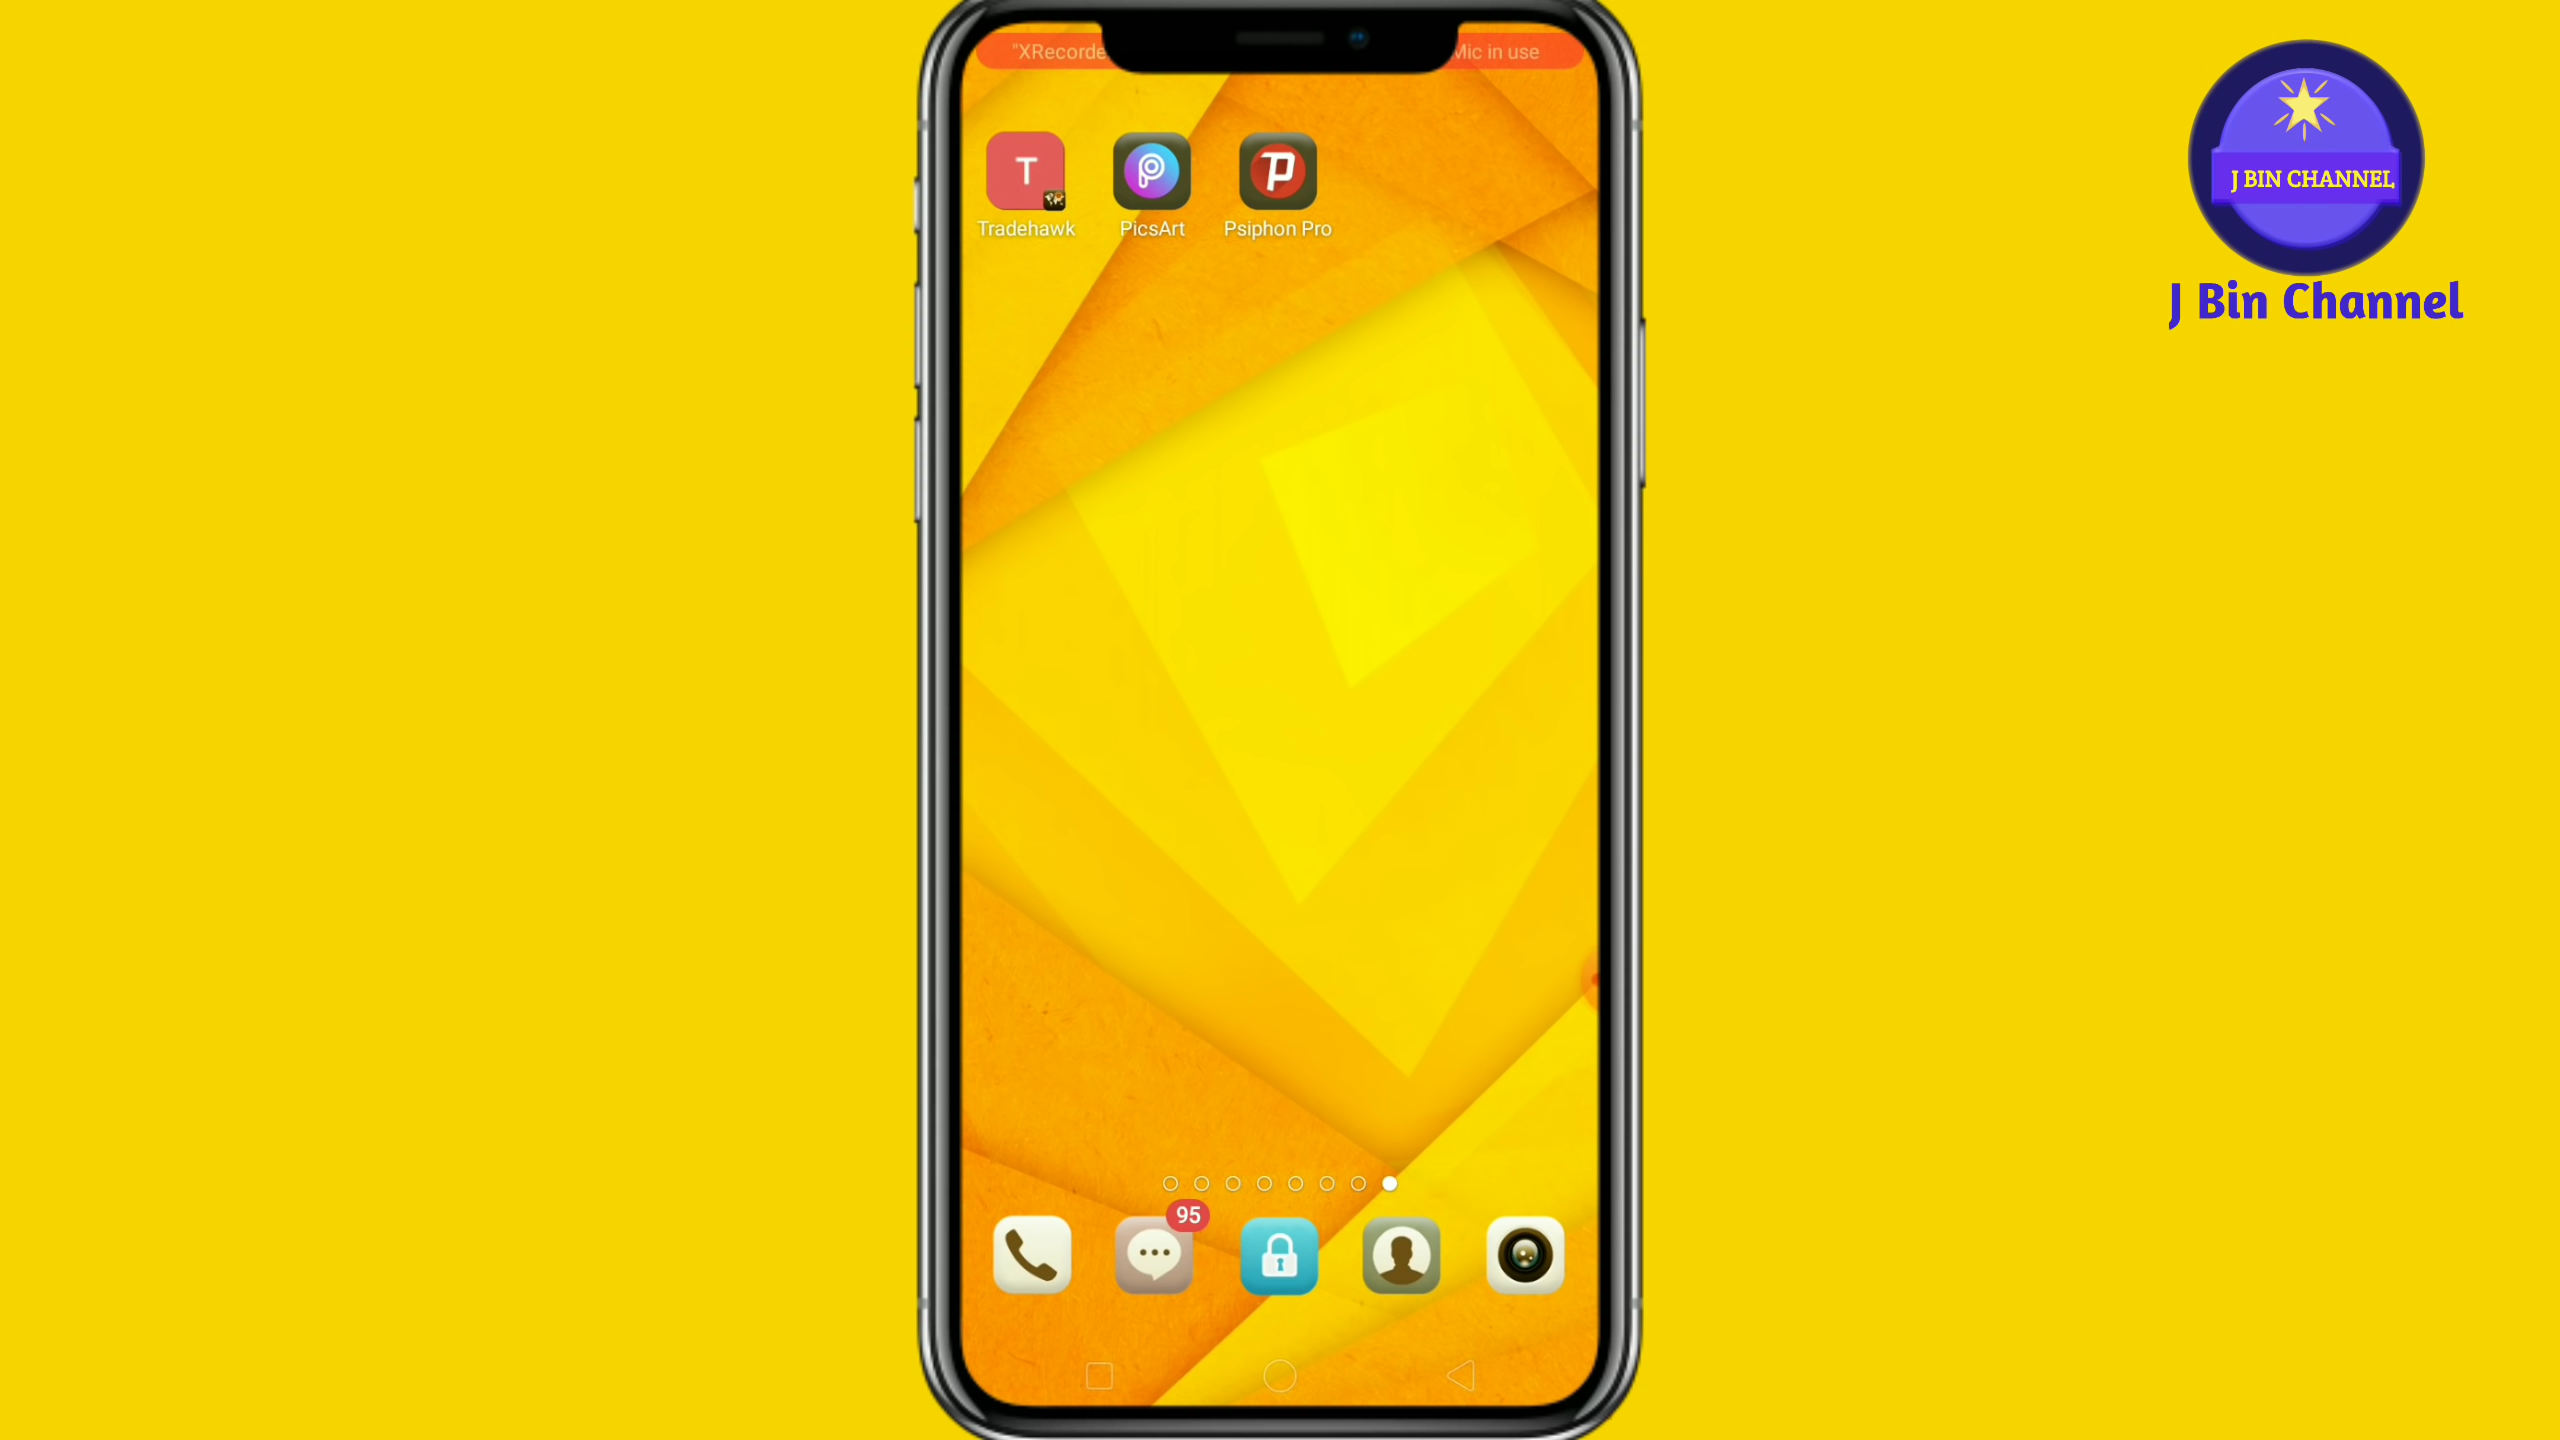 "XRecorde
Mic in use
J BIN CHANNEL
J Bin Channel
T
Tradehawk
PicsArt
Psiphon Pro
95